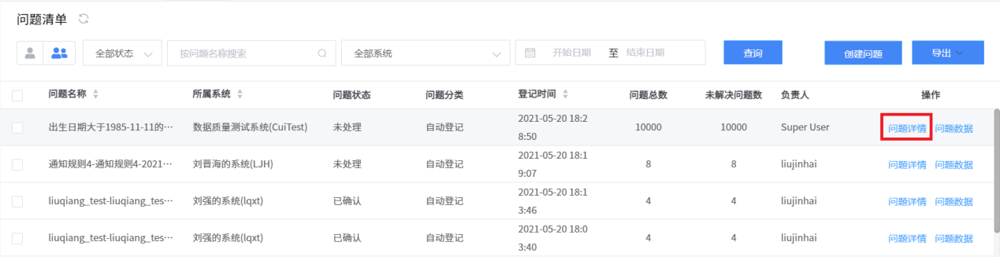 问题清单
全部状态 按问题名称搜索 全部系统 开始日期 至 结束日期 查询 创建问题 导出
问题名称 所属系统 问题状态 问题分类 登记时间 问题总数 未解决问题数 负责人 操作
出生日期大于1985-11-11的··· 数据质量测试系统(CuiTest) 未处理 自动登记 2021-05-20 18:2 10000 10000 Super User 问题详情 问题数据
8:50
通知规则4-通知规则4-2021··· 刘晋海的系统(LJH) 未处理 自动登记 2021-05-20 18:1 8 8 liujinhai 问题详情 问题数据
9:07
liuqiang_test-liuqiang_tes··· 刘强的系统(lqxt) 已确认 自动登记 2021-05-20 18:1 4 4 liujinhai 问题详情 问题数据
3:46
liuqiang_test-liuqiang_tes··· 刘强的系统(lqxt) 已确认 自动登记 2021-05-20 18:0 4 4 liujinhai 问题详情 问题数据
3:40